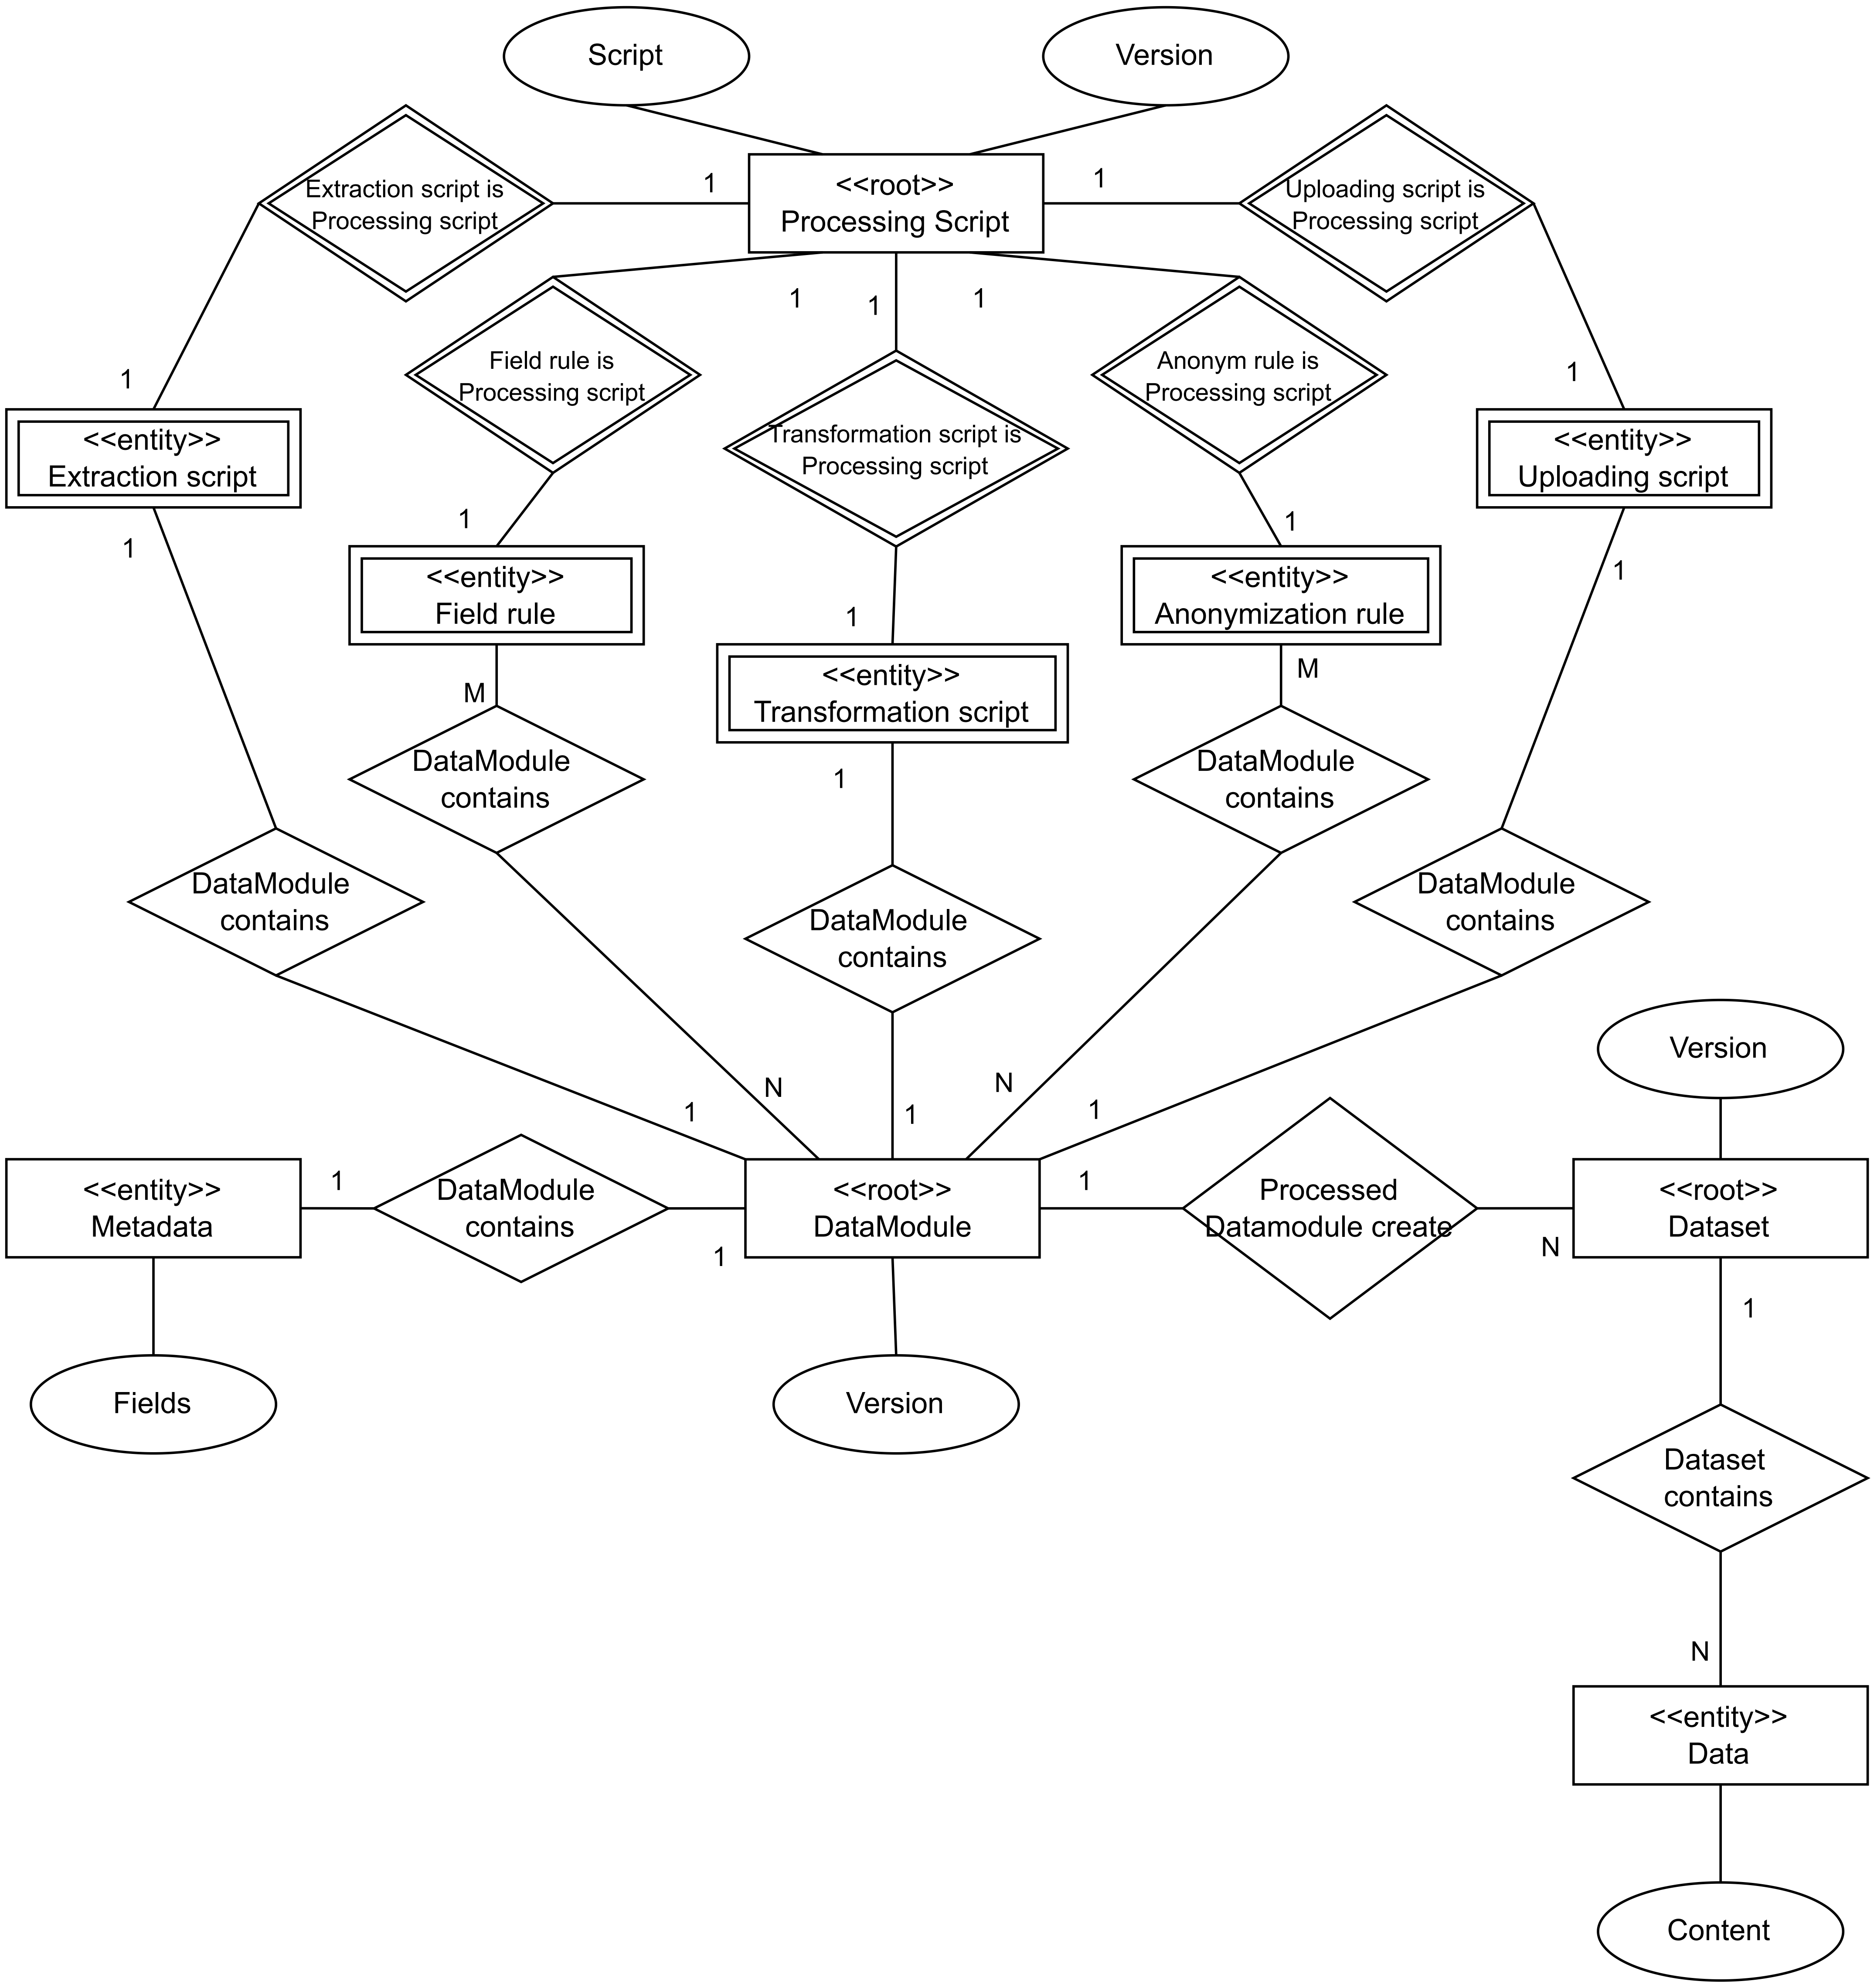 Script
Version
Extraction script is
Processing script
1
<<root>>
Processing Script
1
Uploading script is
Processing script
1
1
1
Field rule is
Processing script
Transformation script is
Processing script
Anonym rule is
Processing script
1
1
<<entity>>
Extraction script
<<entity>>
Uploading script
1
1
1
1
<<entity>>
Field rule
1
<<entity>>
Anonymization rule
M
<<entity>>
Transformation script
M
DataModule
contains
1
DataModule
contains
DataModule
contains
DataModule
contains
DataModule
contains
Version
1
N
1
N
1
<<entity>>
Metadata
1
DataModule
contains
1
<<root>>
DataModule
1
Processed
Datamodule create
N
<<root>>
Dataset
1
Fields
Version
Dataset
contains
N
<<entity>>
Data
Content